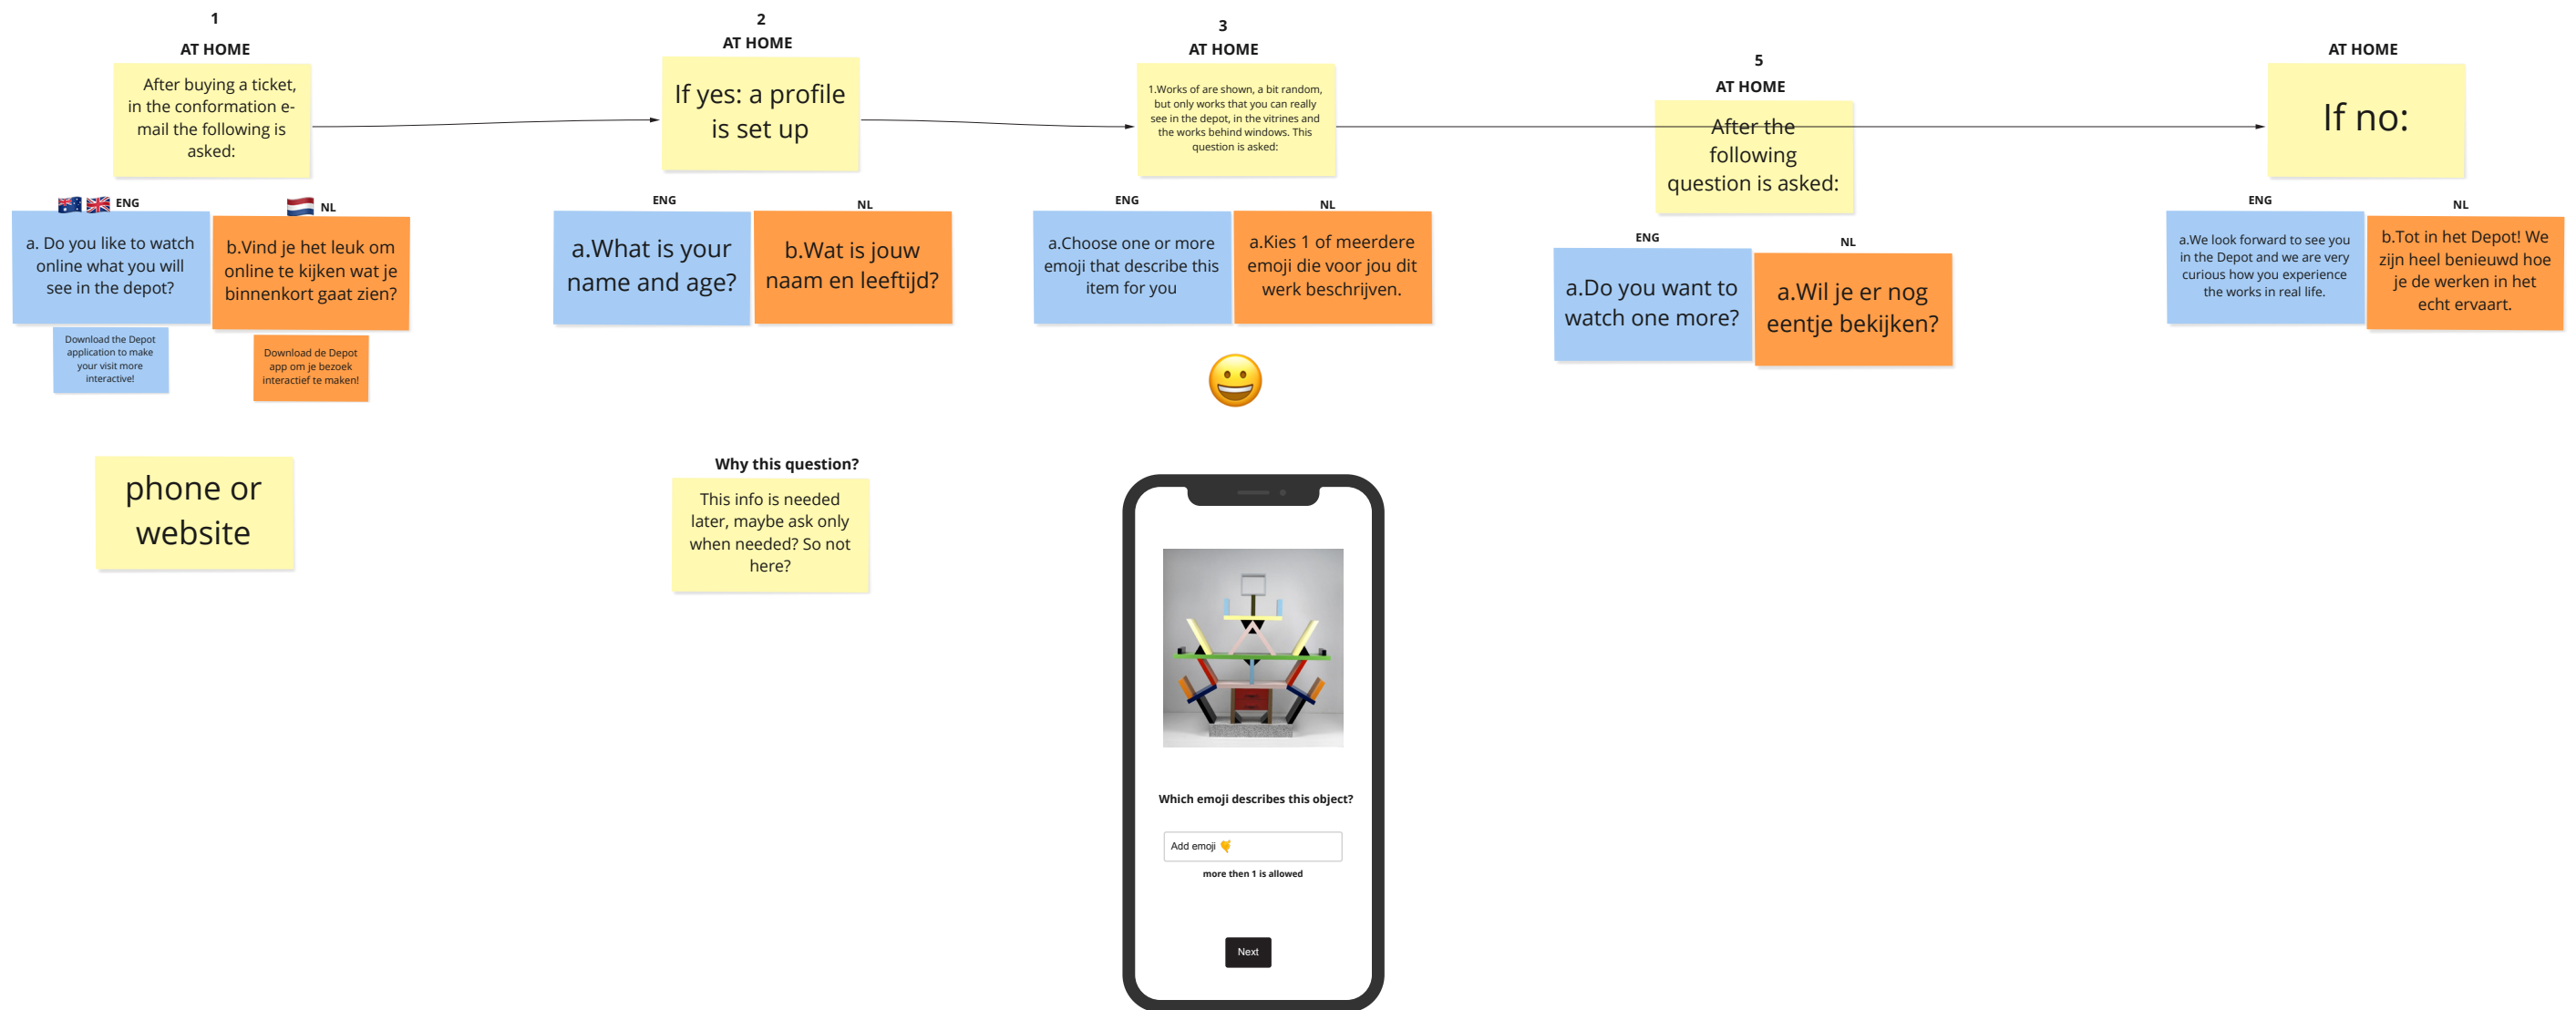 1
AT HOME
After buying a ticket,
in the conformation e-
mail the following is
asked:
ENG
a. Do you like to watch
online what you will
see in the depot?
Download the Depot
application to make
your visit more
interactive!
NL
b.Vind je het leuk om
online te kijken wat je
binnenkort gaat zien?
Download de Depot
app om je bezoek
interactief te maken!
phone or
website
2
AT HOME
If yes: a profile
is set up
ENG
a.What is your
name and age?
NL
b.Wat is jouw
naam en leeftijd?
Why this question?
This info is needed
later, maybe ask only
when needed? So not
here?
3
AT HOME
1.Works of are shown, a bit random,
but only works that you can really
see in the depot, in the vitrines and
the works behind windows. This
question is asked:
ENG
a.Choose one or more
emoji that describe this
item for you
NL
a.Kies 1 of meerdere
emoji die voor jou dit
werk beschrijven.
Which emoji describes this object?
Add emoji
more then 1 is allowed
Next
5
AT HOME
After the
following
question is asked:
ENG
a.Do you want to
watch one more?
NL
a.Wil je er nog
eentje bekijken?
AT HOME
If no:
ENG
a.We look forward to see you
in the Depot and we are very
curious how you experience
the works in real life.
NL
b.Tot in het Depot! We
zijn heel benieuwd hoe
je de werken in het
echt ervaart.